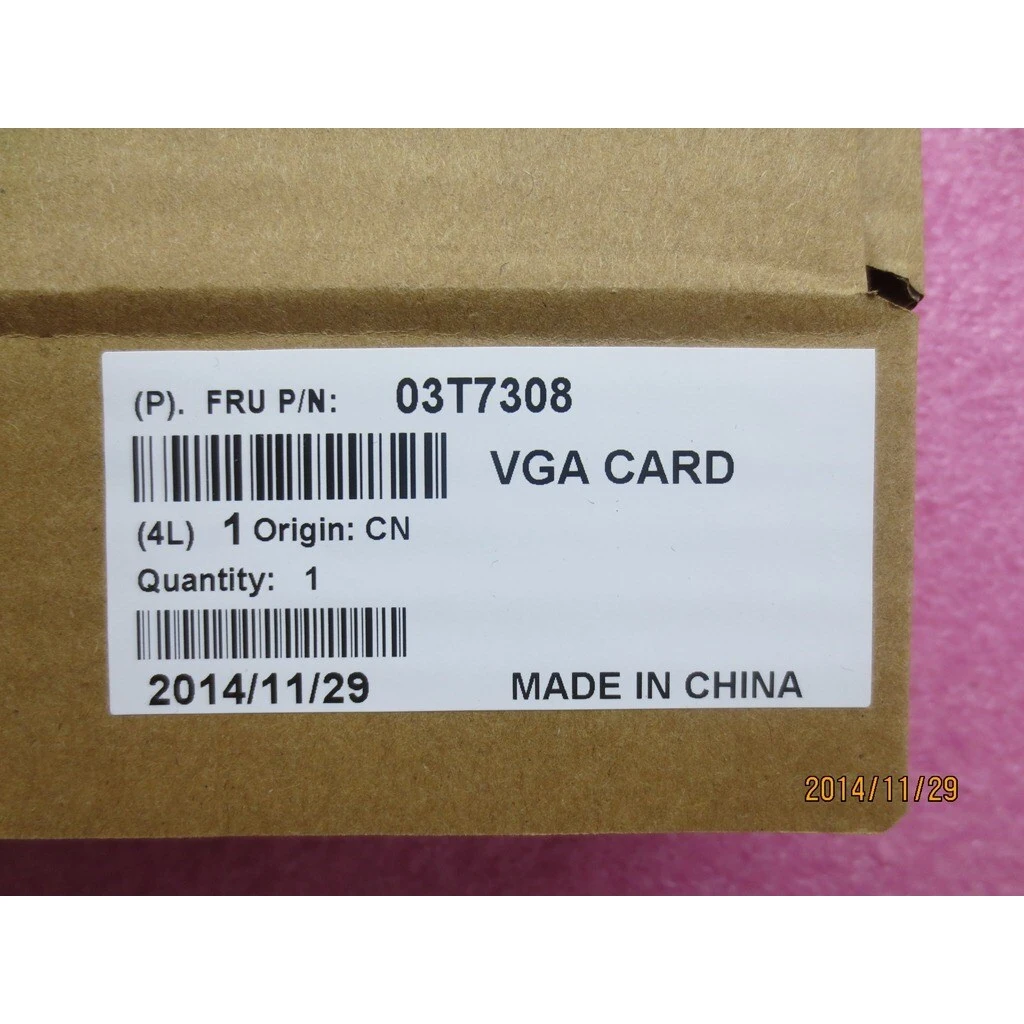 (P). FRU P/N: 03T7308
VGA CARD
(4L) 1 Origin: CN
Quantity: 1
2014/11/29 MADE IN CHINA
2014/11/29